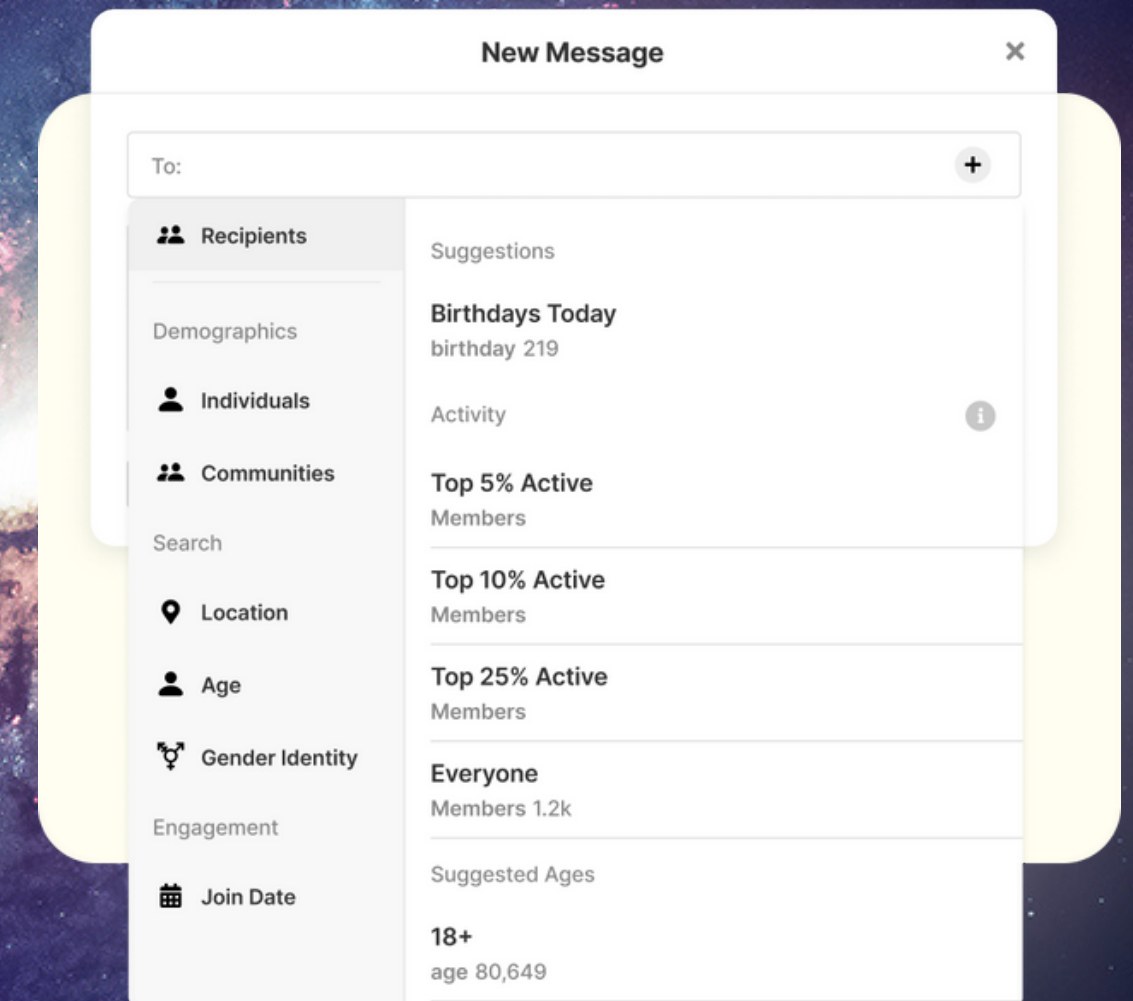 New Message
To:
Recipients
Demographics
Individuals
Communities
Search
Location
Age
Gender Identity
Engagement
Join Date
Suggestions
Birthdays Today
birthday 219
Activity
Top 5% Active
Members
Top 10% Active
Members
Top 25% Active
Members
Everyone
Members 1.2k
Suggested Ages
18+
age 80,649